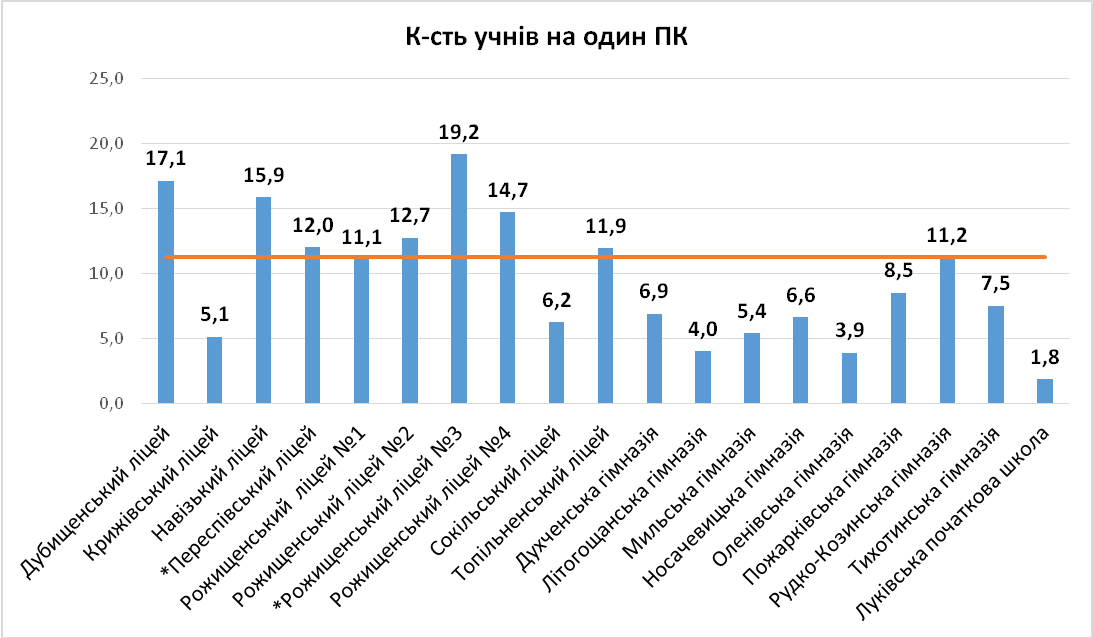 К-сть учнів на один ПК
25,0
20,0
15,0
10,0
5,0
0,0
17,1
5,1
15,9
12,0
11,1
12,7
19,2
14,7
6,2
11,9
6,9
4,0
5,4
6,6
3,9
8,5
11,2
7,5
1,8
Дубищенський ліцей
Крижівський ліцей
Навізький ліцей
*Переспівський ліцей
Рожищенський ліцей №1
Рожищенський ліцей №2
*Рожищенський ліцей №3
Рожищенський ліцей №4
Сокільський ліцей
Топільненський ліцей
Духченська гімназія
Літогощанська гімназія
Мильська гімназія
Носачевицька гімназія
Оленівська гімназія
Пожарківська гімназія
Рудко-Козинська гімназія
Тихотинська гімназія
Луківська початкова школа